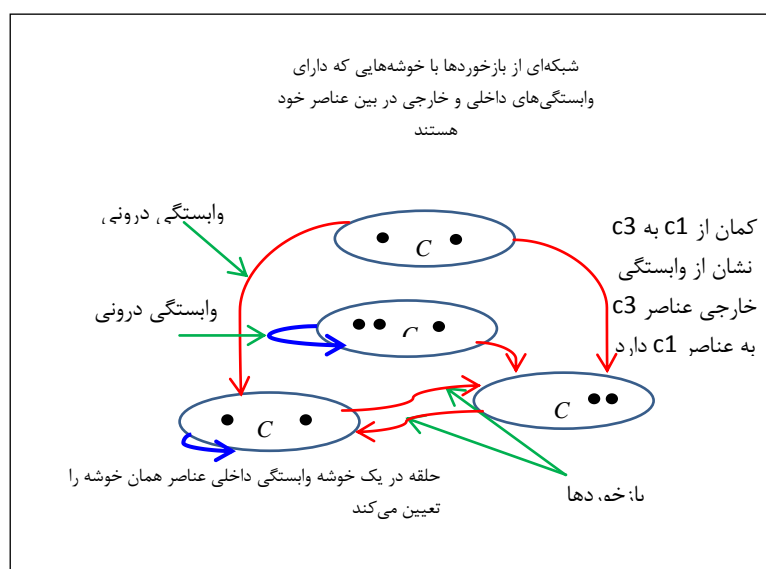 شبکه‌ای از بازخوردها با خوشه‌هایی که دارای
وابستگی‌های داخلی و خارجی در بین عناصر خود
هستند
وابستگی درونی
کمان از c1 به c3
نشان از وابستگی
خارجی عناصر c3
به عناصر c1 دارد
C
وابستگی درونی
C
C
C
حلقه در یک خوشه وابستگی داخلی عناصر همان خوشه را
تعیین می‌کند
بازخوردها